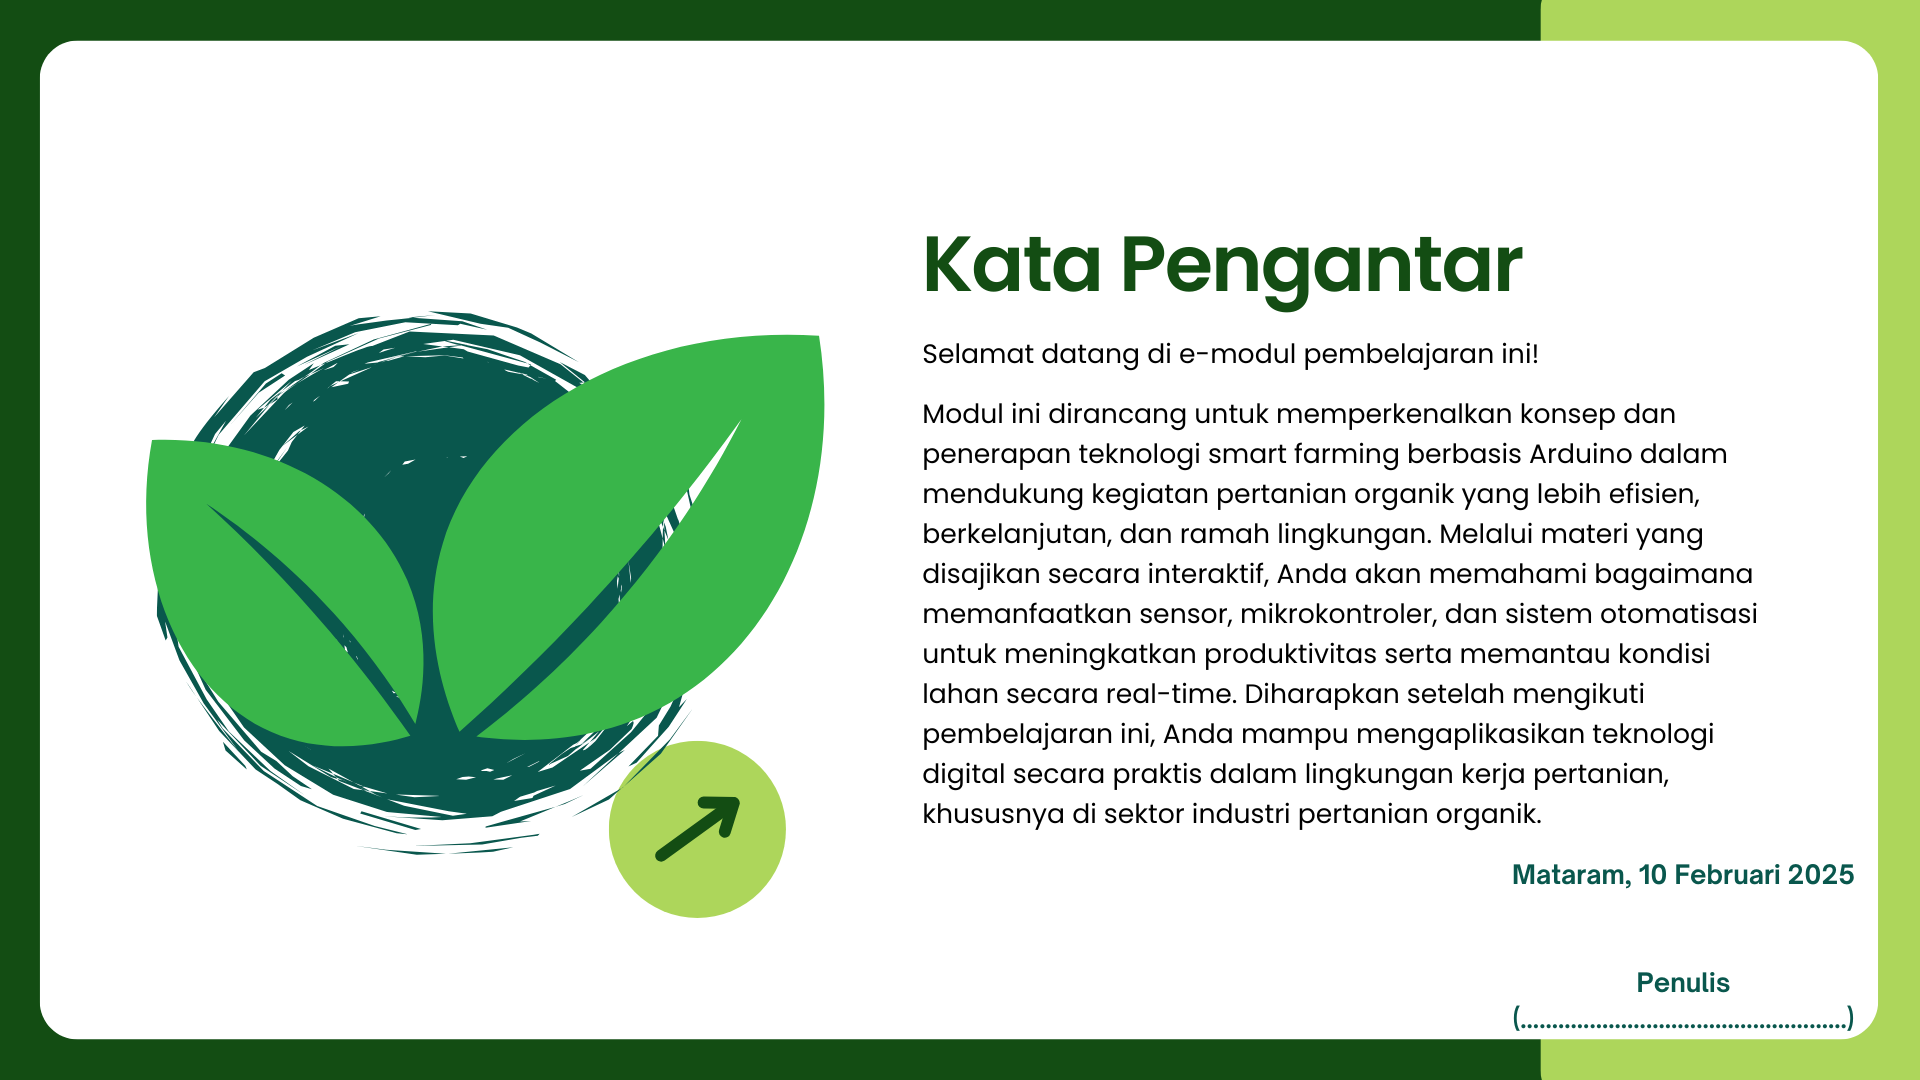 Kata Pengantar
Selamat datang di e-modul pembelajaran ini!
Modul ini dirancang untuk memperkenalkan konsep dan
penerapan teknologi smart farming berbasis Arduino dalam
mendukung kegiatan pertanian organik yang lebih efisien,
berkelanjutan, dan ramah lingkungan. Melalui materi yang
disajikan secara interaktif, Anda akan memahami bagaimana
memanfaatkan sensor, mikrokontroler, dan sistem otomatisasi
untuk meningkatkan produktivitas serta memantau kondisi
lahan secara real-time. Diharapkan setelah mengikuti
pembelajaran ini, Anda mampu mengaplikasikan teknologi
digital secara praktis dalam lingkungan kerja pertanian,
khususnya di sektor industri pertanian organik.
Mataram, 10 Februari 2025
Penulis
(....................................................)